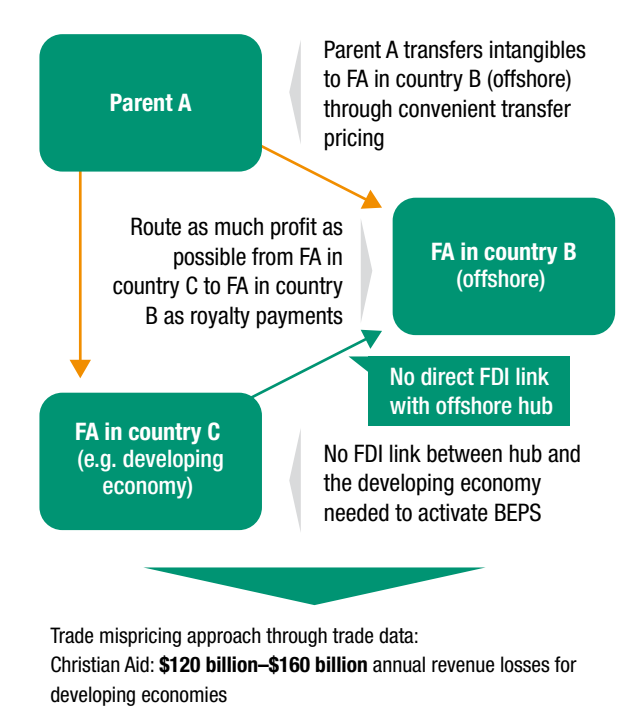 Parent A
Parent A transfers intangibles
to FA in country B (offshore)
through convenient transfer
pricing
Route as much profit as
possible from FA in
country C to FA in country
B as royalty payments
FA in country B
(offshore)
No direct FDI link
with offshore hub
FA in country C
(e.g. developing
economy)
No FDI link between hub and
the developing economy
needed to activate BEPS
Trade mispricing approach through trade data:
Christian Aid: $120 billion–$160 billion annual revenue losses for
developing economies